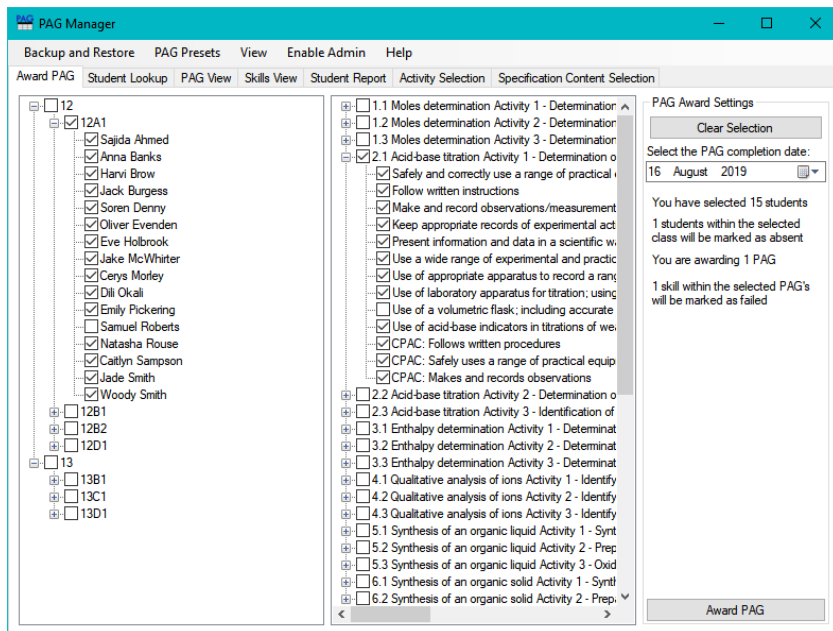 PAG Manager
Backup and Restore PAG Presets View Enable Admin Help
Award PAG Student Lookup PAG View Skills View Student Report Activity Selection Specification Content Selection
12
12A1
Sajida Ahmed
Anna Banks
Harvi Brow
Jack Burgess
Soren Denny
Oliver Evenden
Eve Holbrook
Jake McWhirter
Cerys Morley
Dili Okali
Emily Pickering
Samuel Roberts
Natasha Rouse
Caitlyn Sampson
Jade Smith
Woody Smith
12B1
12B2
12D1
13
13B1
13C1
13D1
1.1 Moles determination Activity 1 - Determination
1.2 Moles determination Activity 2 - Determination
1.3 Moles determination Activity 3 - Determination
2.1 Acid-base titration Activity 1 - Determination o
Safely and correctly use a range of practical
Follow written instructions
Make and record observations/measurement
Keep appropriate records of experimental act
Present information and data in a scientific w
Use a wide range of experimental and practic
Use of appropriate apparatus to record a rang
Use of laboratory apparatus for titration; using
Use of a volumetric flask; including accurate
Use of acid-base indicators in titrations of we
CPAC: Follows written procedures
CPAC: Safely uses a range of practical equip
CPAC: Makes and records observations
2.2 Acid-base titration Activity 2 - Determination o
2.3 Acid-base titration Activity 3 - Identification of
3.1 Enthalpy determination Activity 1 - Determinat
3.2 Enthalpy determination Activity 2 - Determinat
3.3 Enthalpy determination Activity 3 - Determinat
4.1 Qualitative analysis of ions Activity 1 - Identify
4.2 Qualitative analysis of ions Activity 2 - Identify
4.3 Qualitative analysis of ions Activity 3 - Identify
5.1 Synthesis of an organic liquid Activity 1 - Synt
5.2 Synthesis of an organic liquid Activity 2 - Prep
5.3 Synthesis of an organic liquid Activity 3 - Oxid
6.1 Synthesis of an organic solid Activity 1 - Synth
6.2 Synthesis of an organic solid Activity 2 - Prep
PAG Award Settings
Clear Selection
Select the PAG completion date:
16 August 2019
You have selected 15 students
1 students within the selected
class will be marked as absent
You are awarding 1 PAG
1 skill within the selected PAG's
will be marked as failed
Award PAG